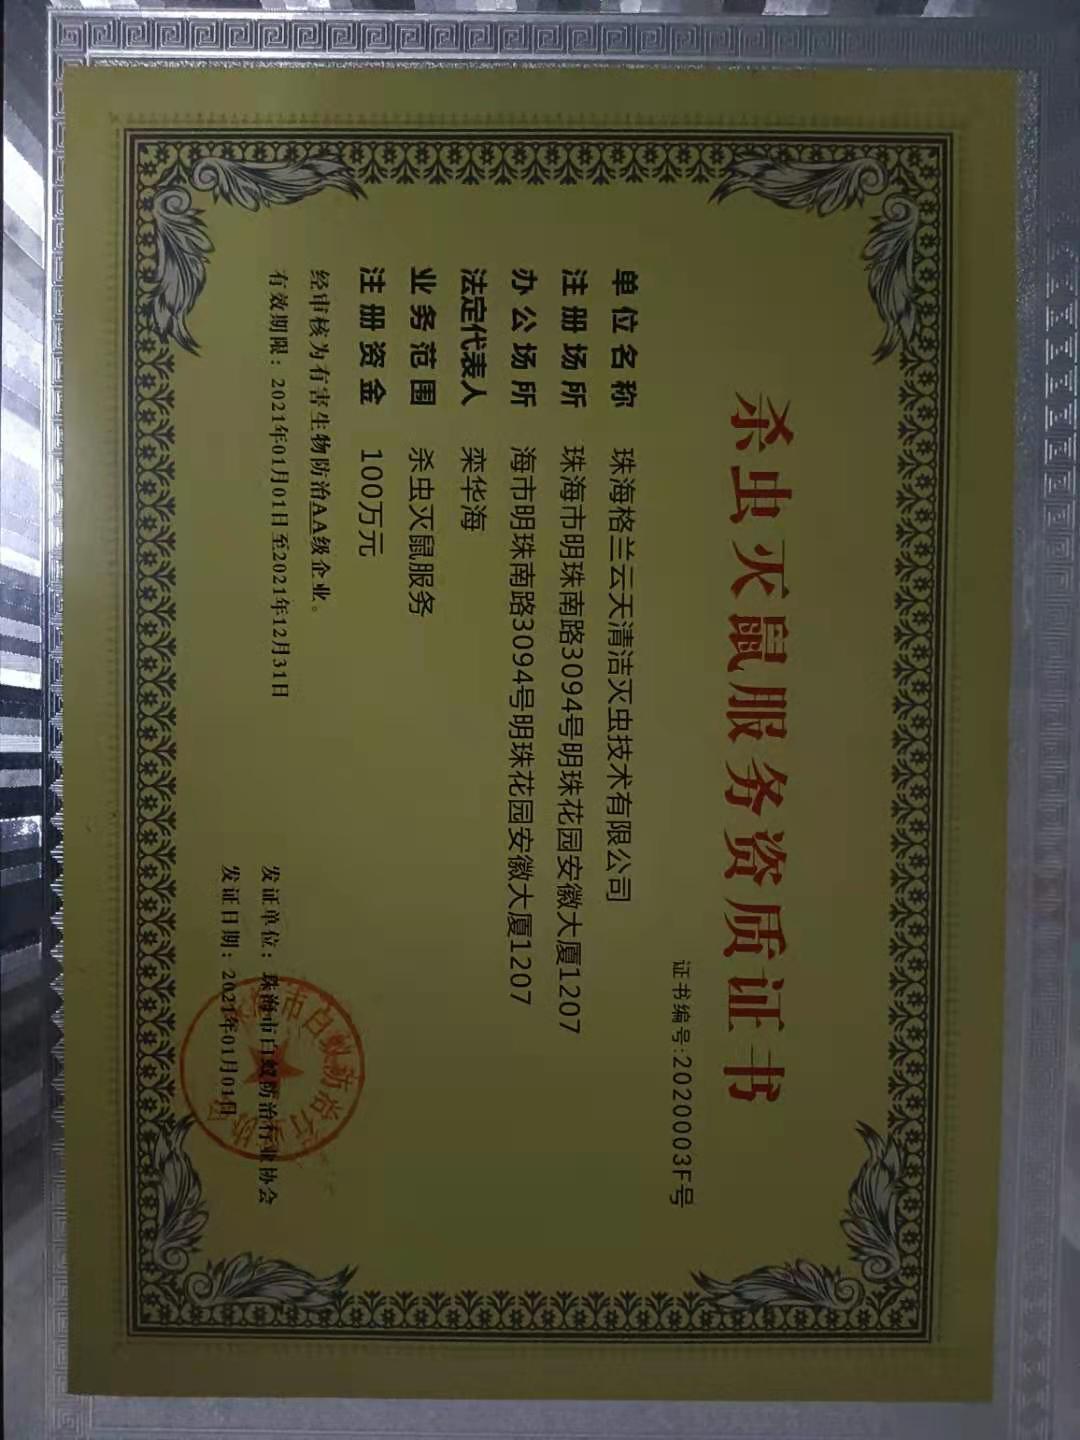 杀虫灭鼠服务资质证书
证书编号:2020003F号
单位名称 珠海格兰云天清洁灭虫技术有限公司
注册场所 珠海市明珠南路3094号明珠花园安徽大厦1207
办公场所 海市明珠南路3094号明珠花园安徽大厦1207
法定代表人 栾华海
业务范围 杀虫灭鼠服务
注册资金 100万元
经审核为有害生物防治AA级企业。
有效期限：2021年01月01日至2021年12月31日
发证单位：珠海市白蚁防治行业协会
发证日期：2021年01月01日